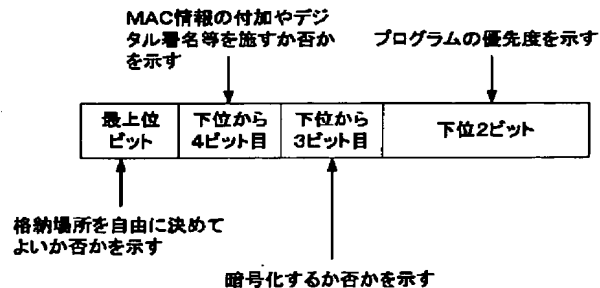 MAC情報の付加やデジ
タル署名等を施すか否か
を示す
プログラムの優先度を示す
最上位
ビット
下位から
4ビット目
下位から
3ビット目
下位2ビット
格納場所を自由に決めて
よいか否かを示す
暗号化するか否かを示す